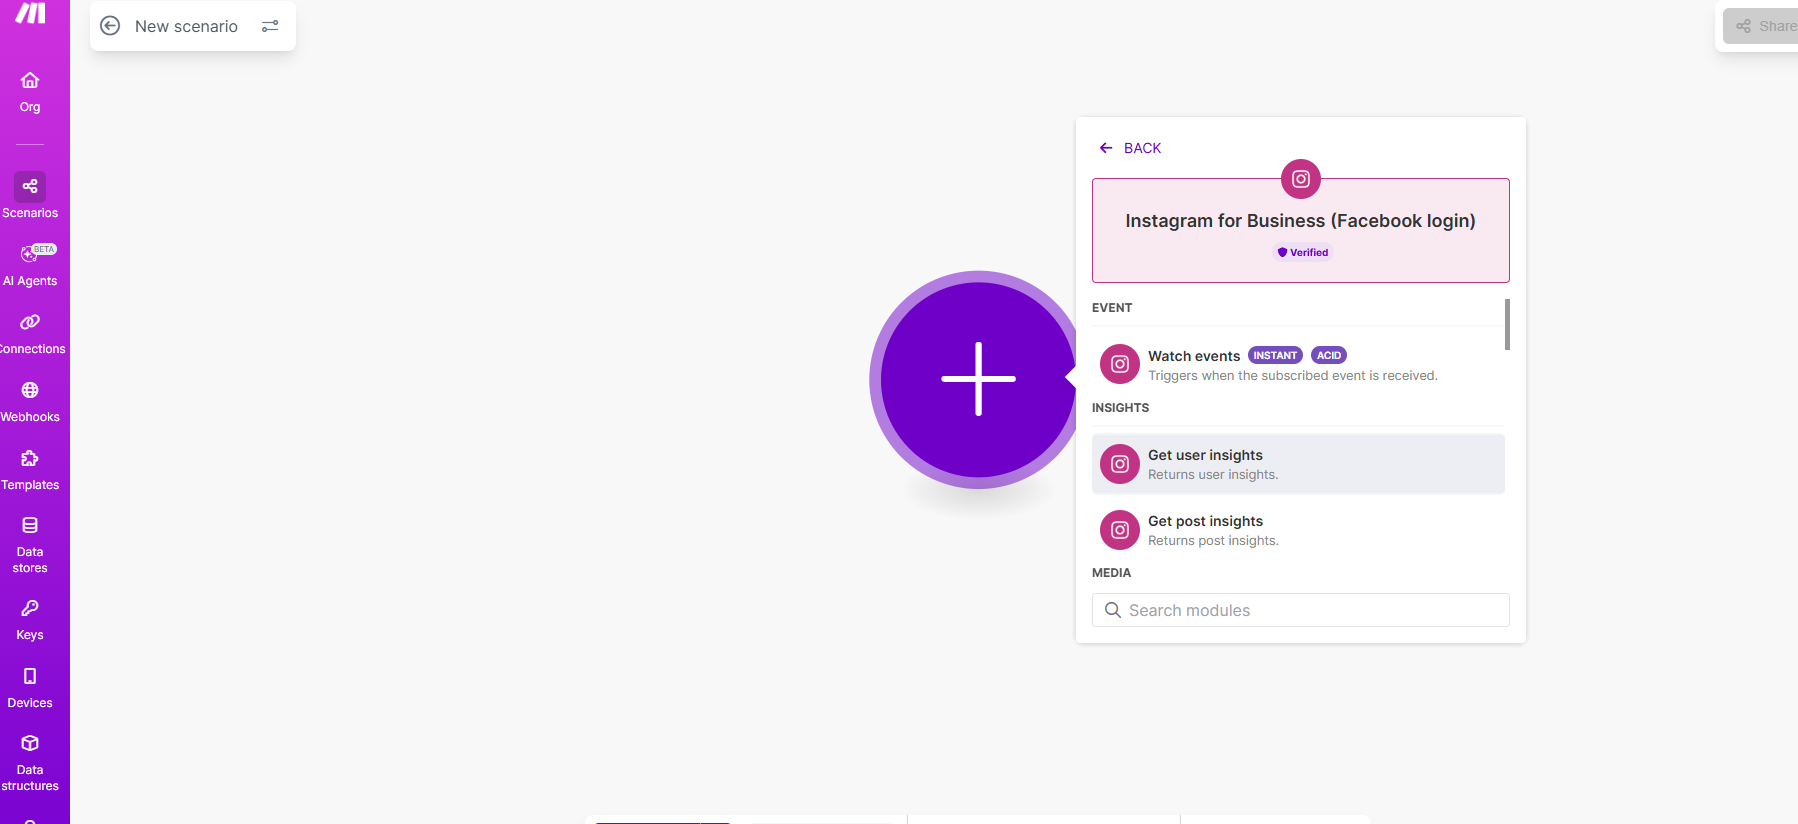 New scenario
Share
Org
Scenarios
BETA
AI Agents
Connections
Webhooks
Templates
Data
stores
Keys
Devices
Data
structures
BACK
Instagram for Business (Facebook login)
Verified
EVENT
Watch events INSTANT ACID
Triggers when the subscribed event is received.
INSIGHTS
Get user insights
Returns user insights.
Get post insights
Returns post insights.
MEDIA
Search modules